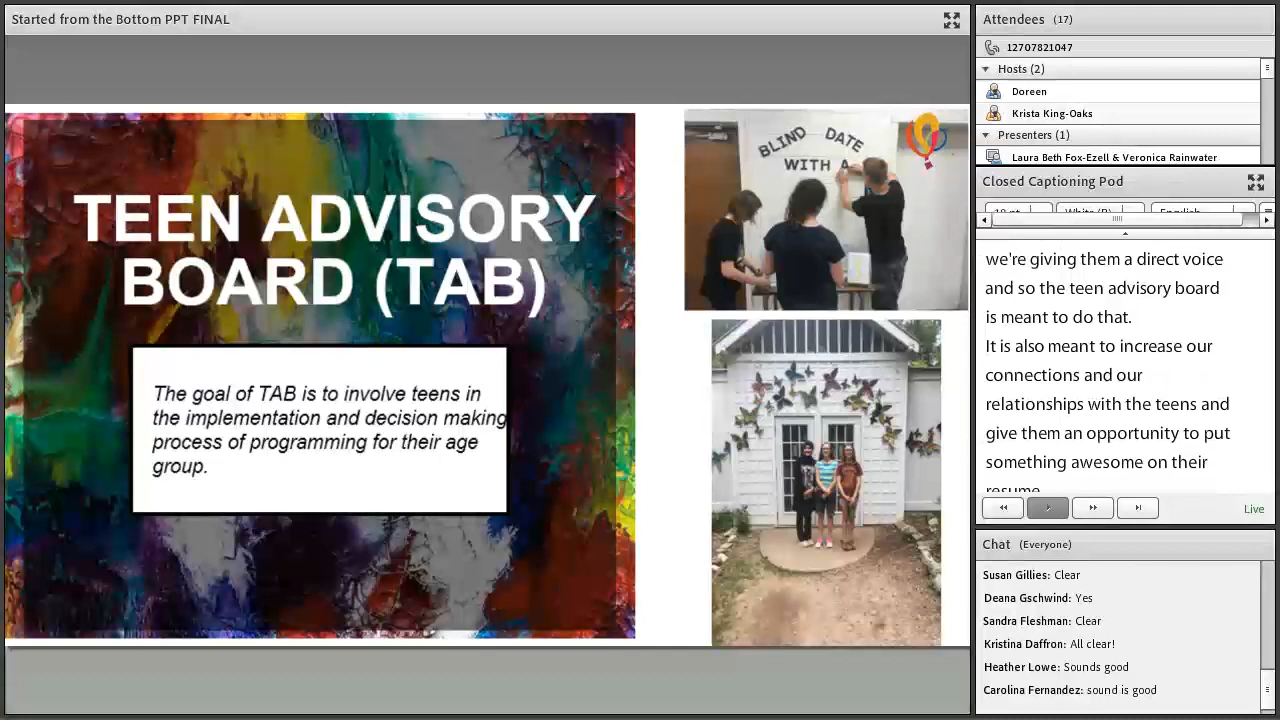 Started from the Bottom PPT FINAL
TEEN ADVISORY
BOARD (TAB)
The goal of TAB is to involve teens in
the implementation and decision making
process of programming for their age
group.
BLIND DATE
WITH A
Attendees (17)
12707821047
Hosts (2)
Doreen
Krista King-Oaks
Presenters (1)
Laura Beth Fox-Ezell & Veronica Rainwater
Closed Captioning Pod
we're giving them a direct voice
and so the teen advisory board
is meant to do that.
It is also meant to increase our
connections and our
relationships with the teens and
give them an opportunity to put
something awesome on their
resume
Live
Chat (Everyone)
Susan Gillies: Clear
Deana Gschwind: Yes
Sandra Fleshman: Clear
Kristina Daffron: All clear!
Heather Lowe: Sounds good
Carolina Fernandez: sound is good